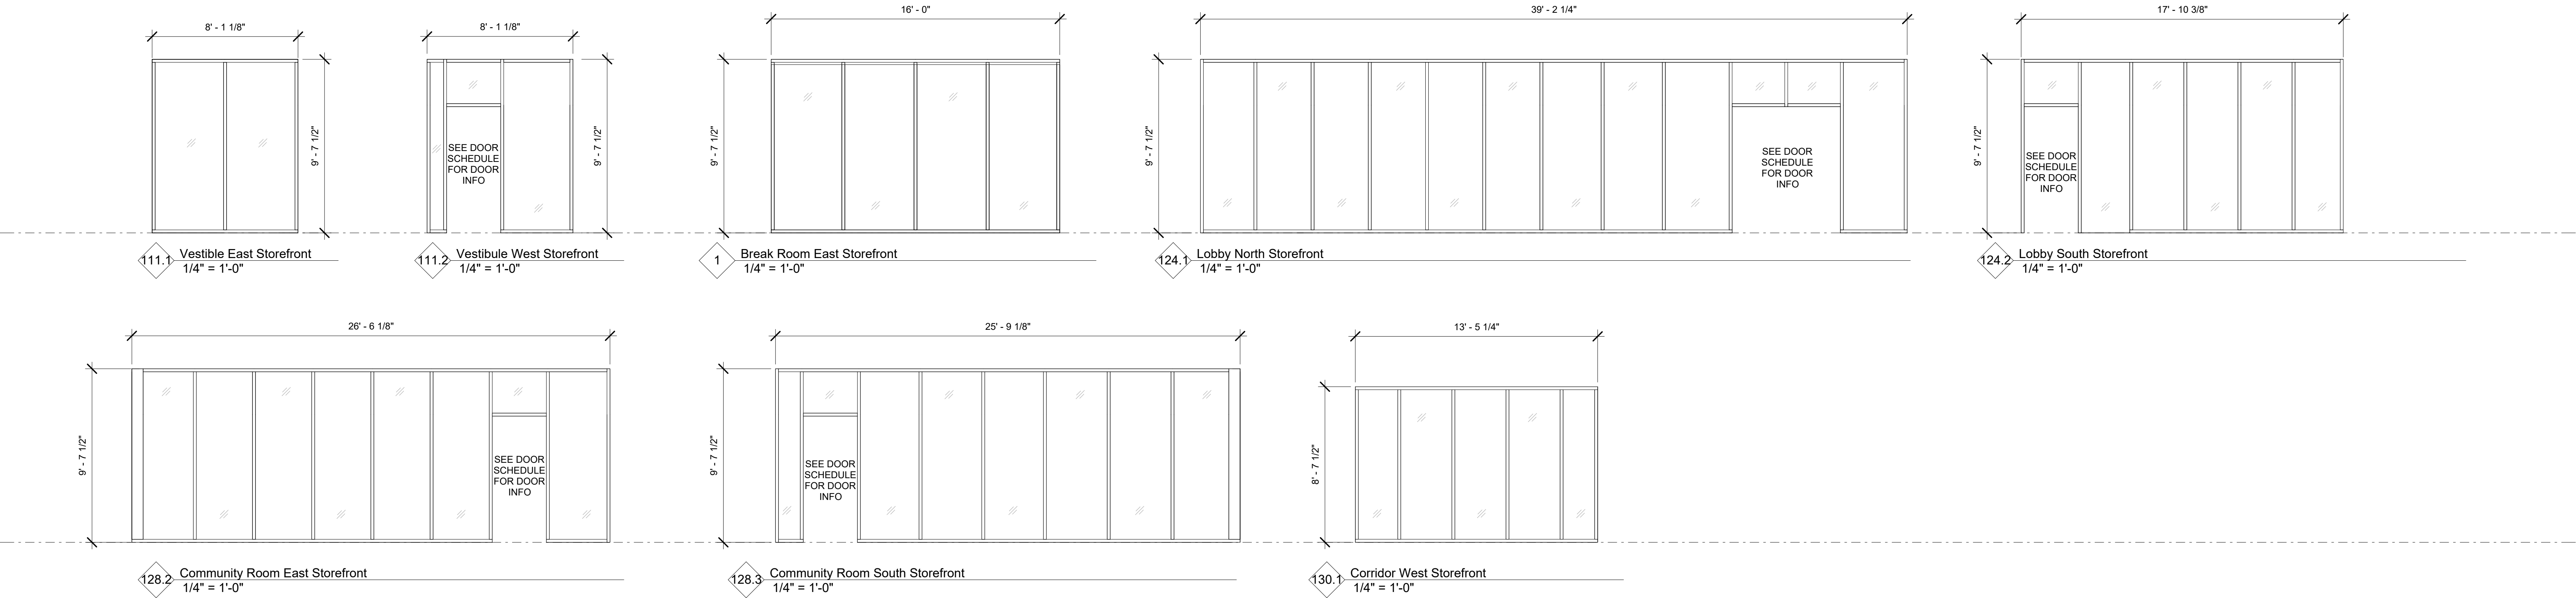 8' - 1 1/8"
9' - 7 1/2"
111.1
Vestible East Storefront
1/4" = 1'-0"
8' - 1 1/8"
9' - 7 1/2"
SEE DOOR
SCHEDULE
FOR DOOR
INFO
111.2
Vestibule West Storefront
1/4" = 1'-0"
16' - 0"
9' - 7 1/2"
1
Break Room East Storefront
1/4" = 1'-0"
39' - 2 1/4"
9' - 7 1/2"
SEE DOOR
SCHEDULE
FOR DOOR
INFO
124.1
Lobby North Storefront
1/4" = 1'-0"
17' - 10 3/8"
9' - 7 1/2"
SEE DOOR
SCHEDULE
FOR DOOR
INFO
124.2
Lobby South Storefront
1/4" = 1'-0"
26' - 6 1/8"
9' - 7 1/2"
SEE DOOR
SCHEDULE
FOR DOOR
INFO
128.2
Community Room East Storefront
1/4" = 1'-0"
25' - 9 1/8"
9' - 7 1/2"
SEE DOOR
SCHEDULE
FOR DOOR
INFO
128.3
Community Room South Storefront
1/4" = 1'-0"
13' - 5 1/4"
8' - 7 1/2"
130.1
Corridor West Storefront
1/4" = 1'-0"